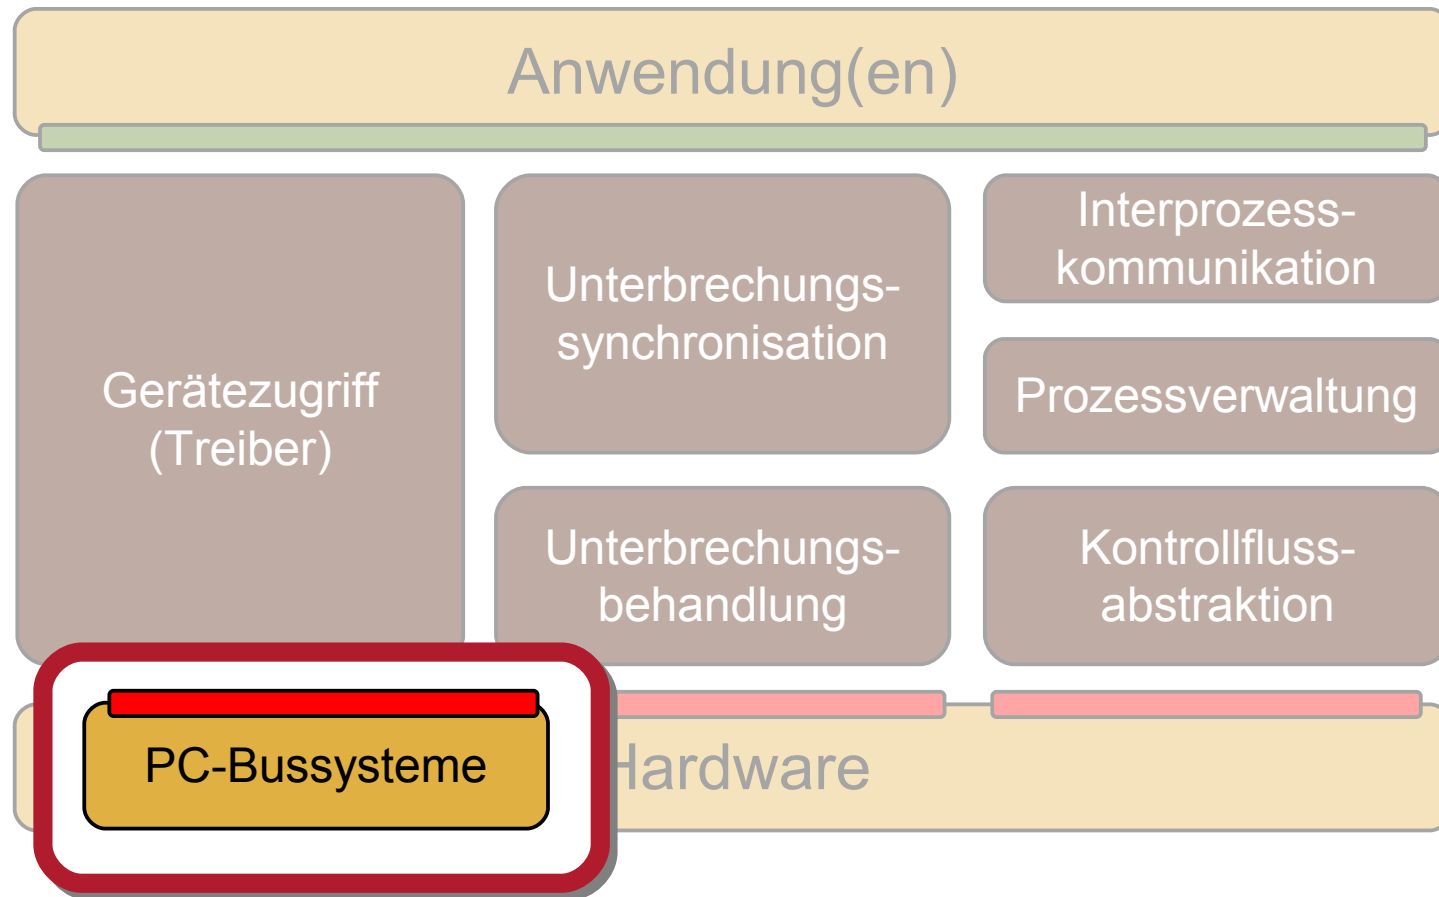 Anwendung(en)
Gerätezugriff
(Treiber)
Unterbrechungs-
synchronisation
Unterbrechungs-
behandlung
Interprozess-
kommunikation
Prozessverwaltung
Kontrollfluss-
abstraktion
PC-Bussysteme
Hardware